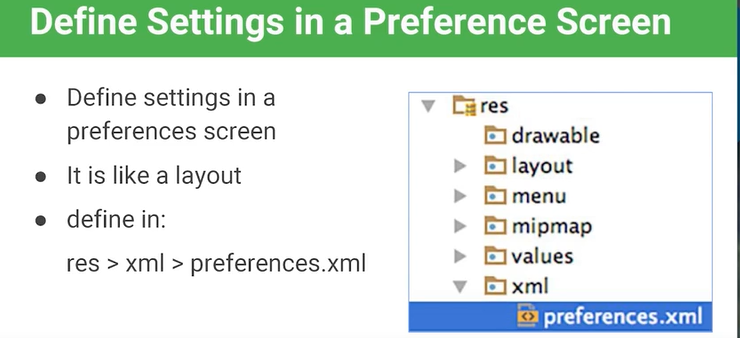 Define Settings in a Preference Screen
● Define settings in a
preferences screen
● It is like a layout
● define in:
res > xml > preferences.xml
res
drawable
layout
menu
mipmap
values
xml
preferences.xml